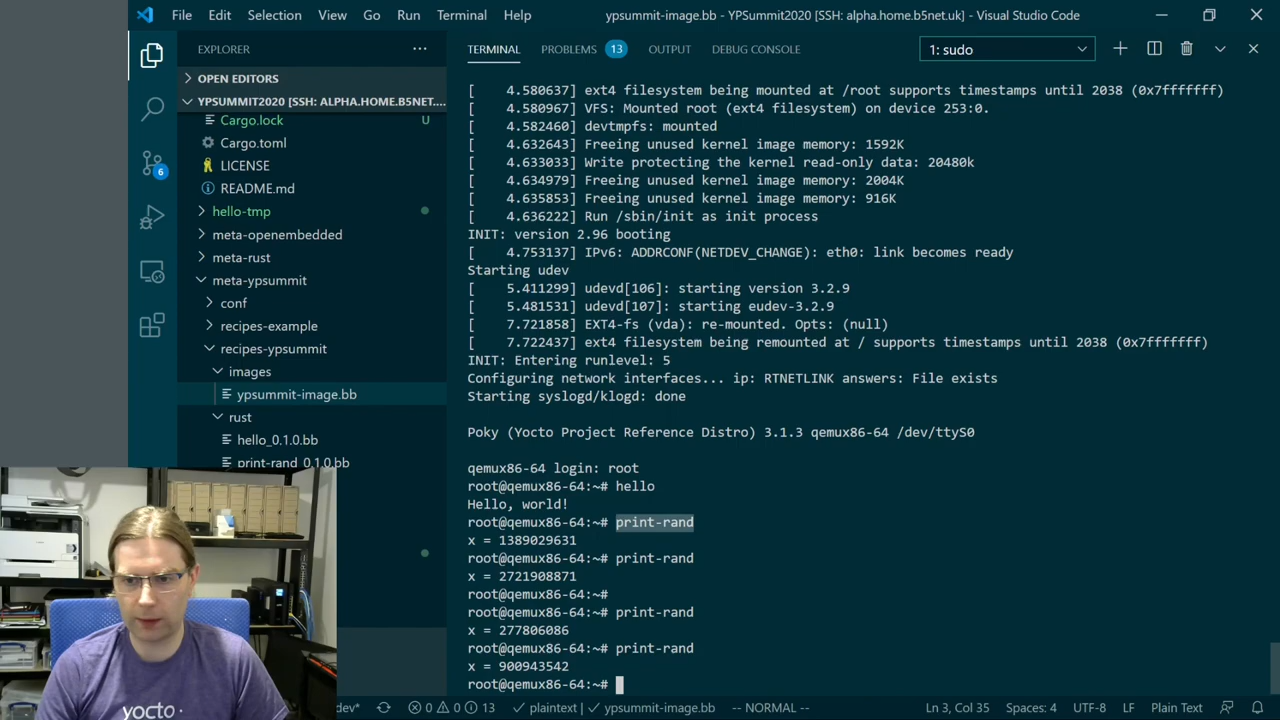 File Edit Selection View Go Run Terminal Help ypsummit-image.bb - YPSummit2020 [SSH: alpha.home.b5net.uk] - Visual Studio Code
EXPLORER
OPEN EDITORS
YPSUMMIT2020 [SSH: ALPHA.HOME.B5NET....
Cargo.lock U
Cargo.toml
LICENSE
README.md
hello-tmp
meta-openembedded
meta-rust
meta-ypsummit
conf
recipes-example
recipes-ypsummit
images
ypsummit-image.bb
rust
hello_0.1.0.bb
print-rand_0.1.0.bb
6
TERMINAL PROBLEMS 13 OUTPUT DEBUG CONSOLE 1: sudo
[ 4.580637] ext4 filesystem being mounted at /root supports timestamps until 2038 (0x7fffffff)
[ 4.580967] VFS: Mounted root (ext4 filesystem) on device 253:0.
[ 4.582460] devtmpfs: mounted
[ 4.632643] Freeing unused kernel image memory: 1592K
[ 4.633033] Write protecting the kernel read-only data: 20480k
[ 4.634979] Freeing unused kernel image memory: 2004K
[ 4.635853] Freeing unused kernel image memory: 916K
[ 4.636222] Run /sbin/init as init process
INIT: version 2.96 booting
[ 4.753137] IPv6: ADDRCONF(NETDEV_CHANGE): eth0: link becomes ready
Starting udev
[ 5.411299] udevd[106]: starting version 3.2.9
[ 5.481531] udevd[107]: starting eudev-3.2.9
[ 7.721858] EXT4-fs (vda): re-mounted. Opts: (null)
[ 7.722362] ext4 filesystem being remounted at / supports timestamps until 2038 (0x7fffffff)
INIT: Entering runlevel: 5
Configuring network interfaces... ip: RTNETLINK answers: File exists
Starting syslogd/klogd: done
Poky (Yocto Project Reference Distro) 3.1.3 qemux86-64 /dev/ttyS0
qemux86-64 login: root
root@qemux86-64:~# hello
Hello, world!
root@qemux86-64:~# print-rand
x = 1389029631
root@qemux86-64:~# print-rand
x = 2721908871
root@qemux86-64:~#
root@qemux86-64:~# print-rand
x = 277806086
root@qemux86-64:~# print-rand
x = 900943542
root@qemux86-64:~#
yocto
dev* 0 0 13 plaintext ypsummit-image.bb -- NORMAL -- Ln 3, Col 35 Spaces: 4 UTF-8 LF Plain Text